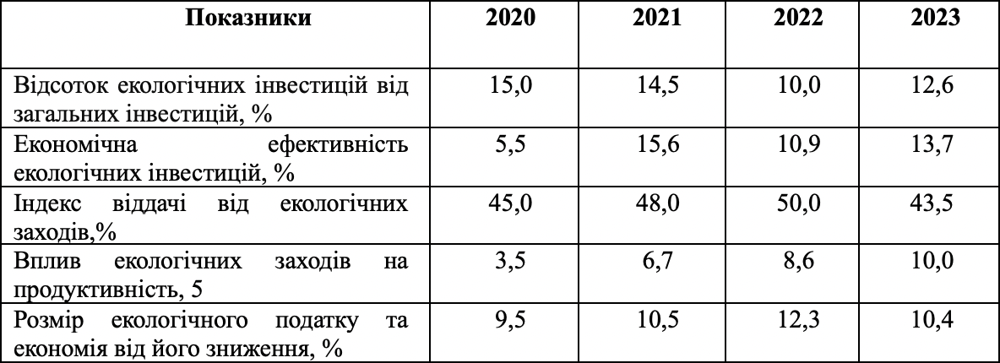 Показники 2020 2021 2022 2023
Відсоток екологічних інвестицій від 15,0 14,5 10,0 12,6
загальних інвестицій, %
Економічна ефективність 5,5 15,6 10,9 13,7
екологічних інвестицій, %
Індекс віддачі від екологічних 45,0 48,0 50,0 43,5
заходів,%
Вплив екологічних заходів на 3,5 6,7 8,6 10,0
продуктивність, 5
Розмір екологічного податку та 9,5 10,5 12,3 10,4
економія від його зниження, %